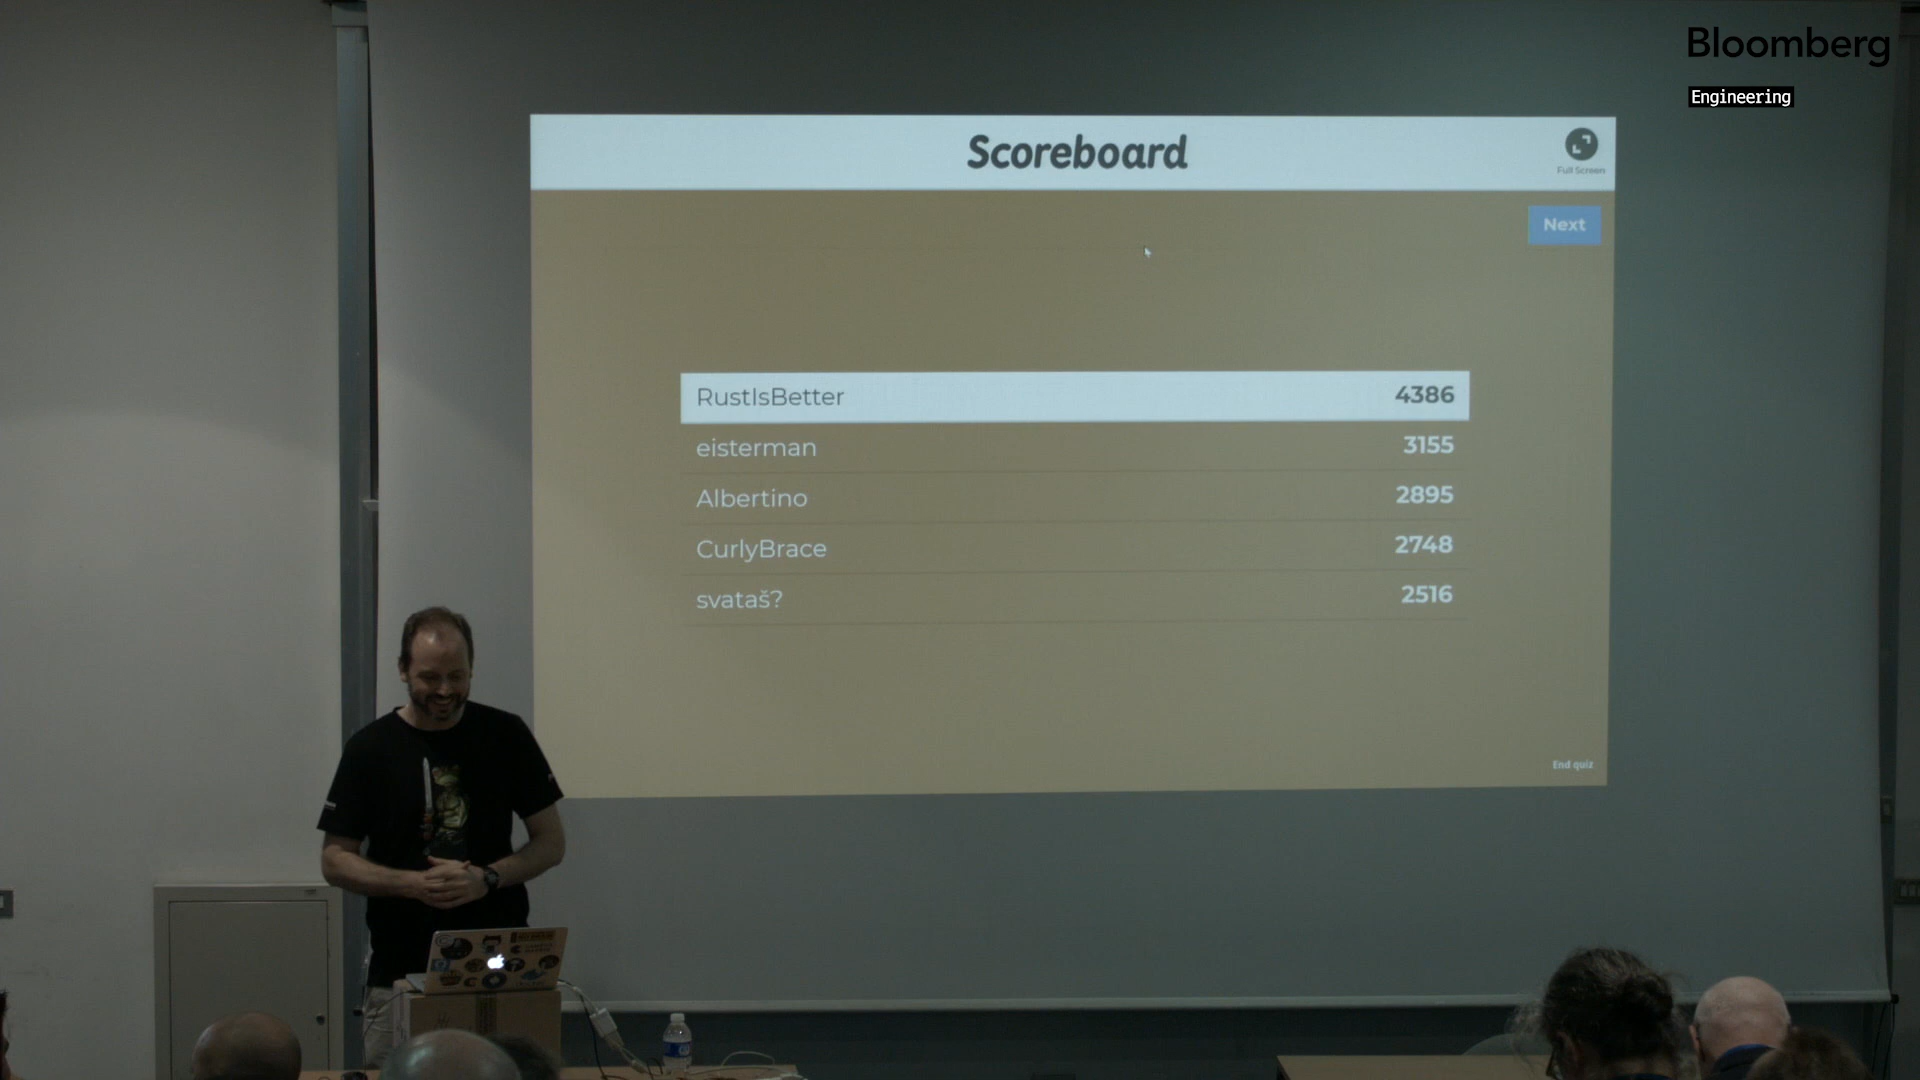 Bloomberg
Engineering
Scoreboard
Full Screen
Next
RustIsBetter 4386
eisterman 3155
Albertino 2895
CurlyBrace 2748
svataš? 2516
End quiz